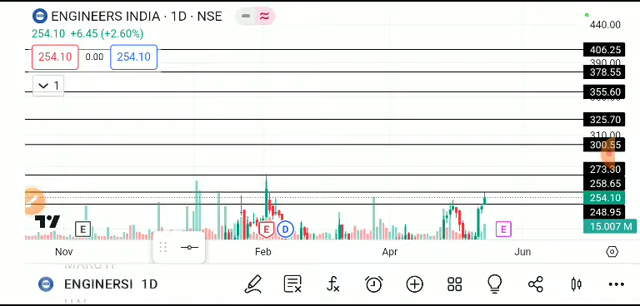 ENGINEERS INDIA · 1D · NSE
254.10 +6.45 (+2.60%)
254.10 0.00 254.10
1
440.00
406.25
390.00
378.55
355.60
325.70
310.00
300.55
273.30
258.65
254.10
248.95
15.007 M
E E D E
Nov Feb Apr Jun
ENGINERSI 1D